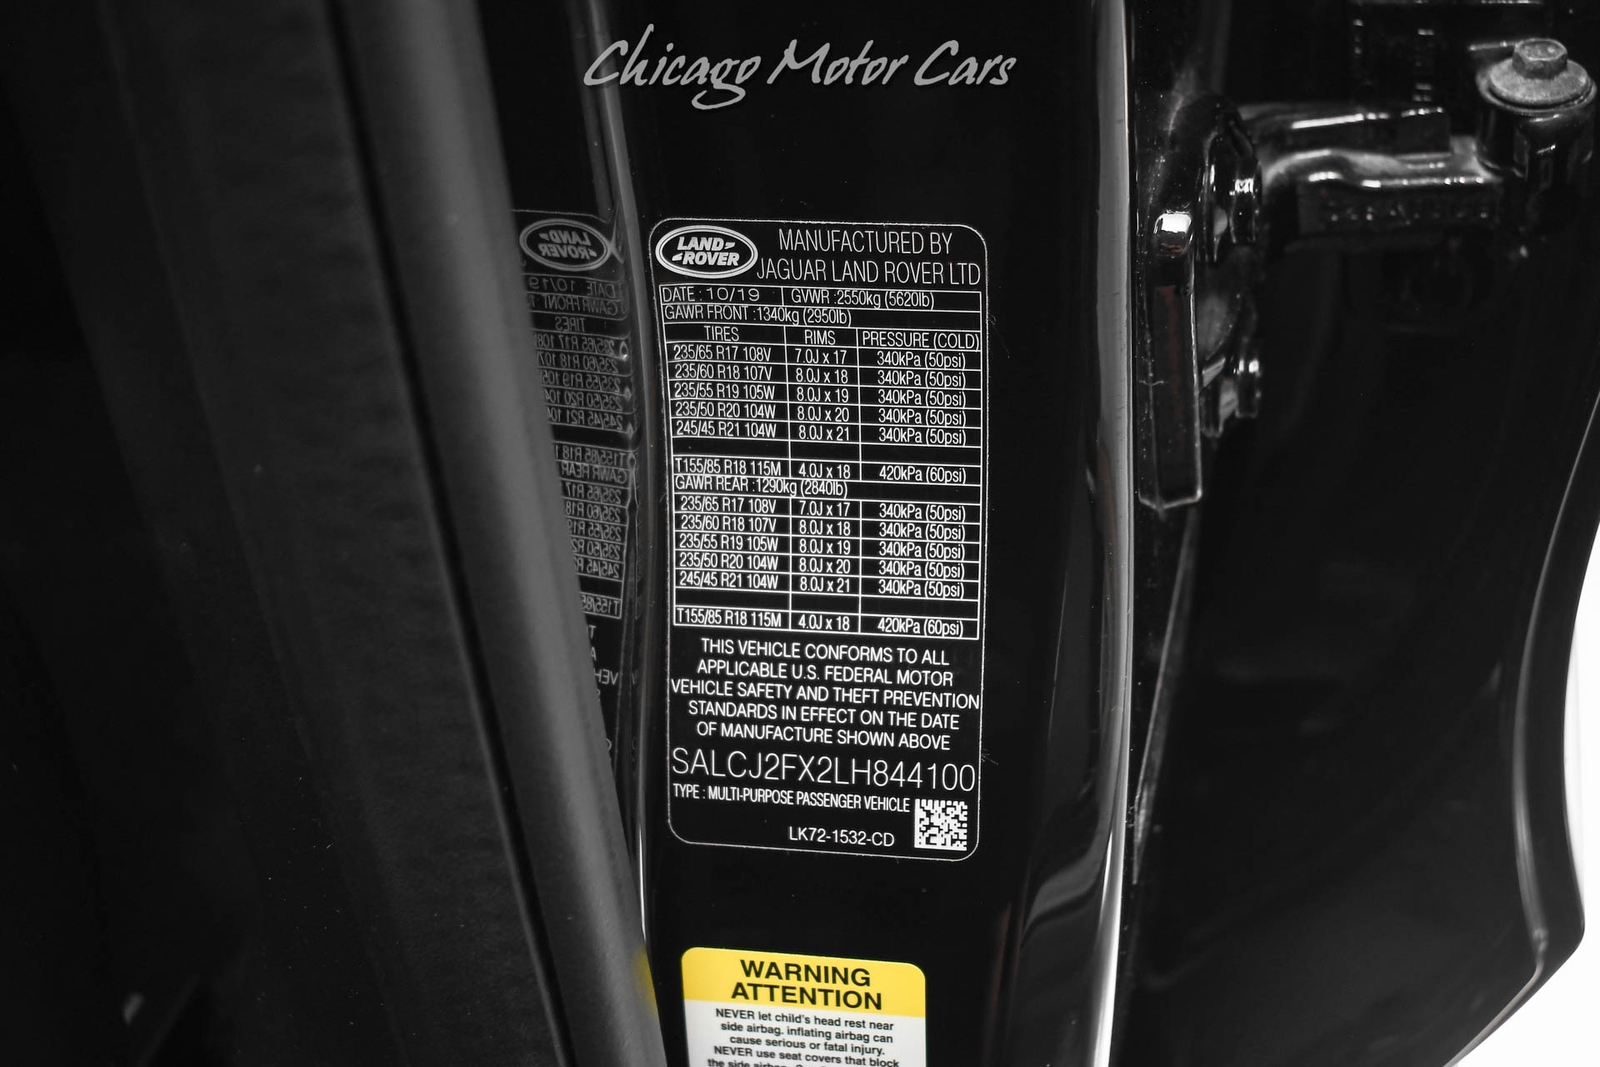 Chicago Motor Cars
LAND-
-ROVER
MANUFACTURED BY
JAGUAR LAND ROVER LTD
DATE : 10/19 GVWR :2550kg (5620lb)
GAWR FRONT :1340kg (2950lb)
TIRES RIMS PRESSURE (COLD)
235/65 R17 108V 7.0J x 17 340kPa (50psi)
235/60 R18 107V 8.0J x 18 340kPa (50psi)
235/55 R19 105W 8.0J x 19 340kPa (50psi)
235/50 R20 104W 8.0J x 20 340kPa (50psi)
245/45 R21 104W 8.0J x 21 340kPa (50psi)
T155/85 R18 115M 4.0J x 18 420kPa (60psi)
GAWR REAR :1290kg (2840lb)
235/65 R17 108V 7.0J x 17 340kPa (50psi)
235/60 R18 107V 8.0J x 18 340kPa (50psi)
235/55 R19 105W 8.0J x 19 340kPa (50psi)
235/50 R20 104W 8.0J x 20 340kPa (50psi)
245/45 R21 104W 8.0J x 21 340kPa (50psi)
T155/85 R18 115M 4.0J x 18 420kPa (60psi)
THIS VEHICLE CONFORMS TO ALL
APPLICABLE U.S. FEDERAL MOTOR
VEHICLE SAFETY AND THEFT PREVENTION
STANDARDS IN EFFECT ON THE DATE
OF MANUFACTURE SHOWN ABOVE
SALCJ2FX2LH844100
TYPE : MULTI-PURPOSE PASSENGER VEHICLE
LK72-1532-CD
WARNING
ATTENTION
NEVER let child's head rest near
side airbag. inflating airbag can
cause serious or fatal injury.
NEVER use seat covers that block
the side